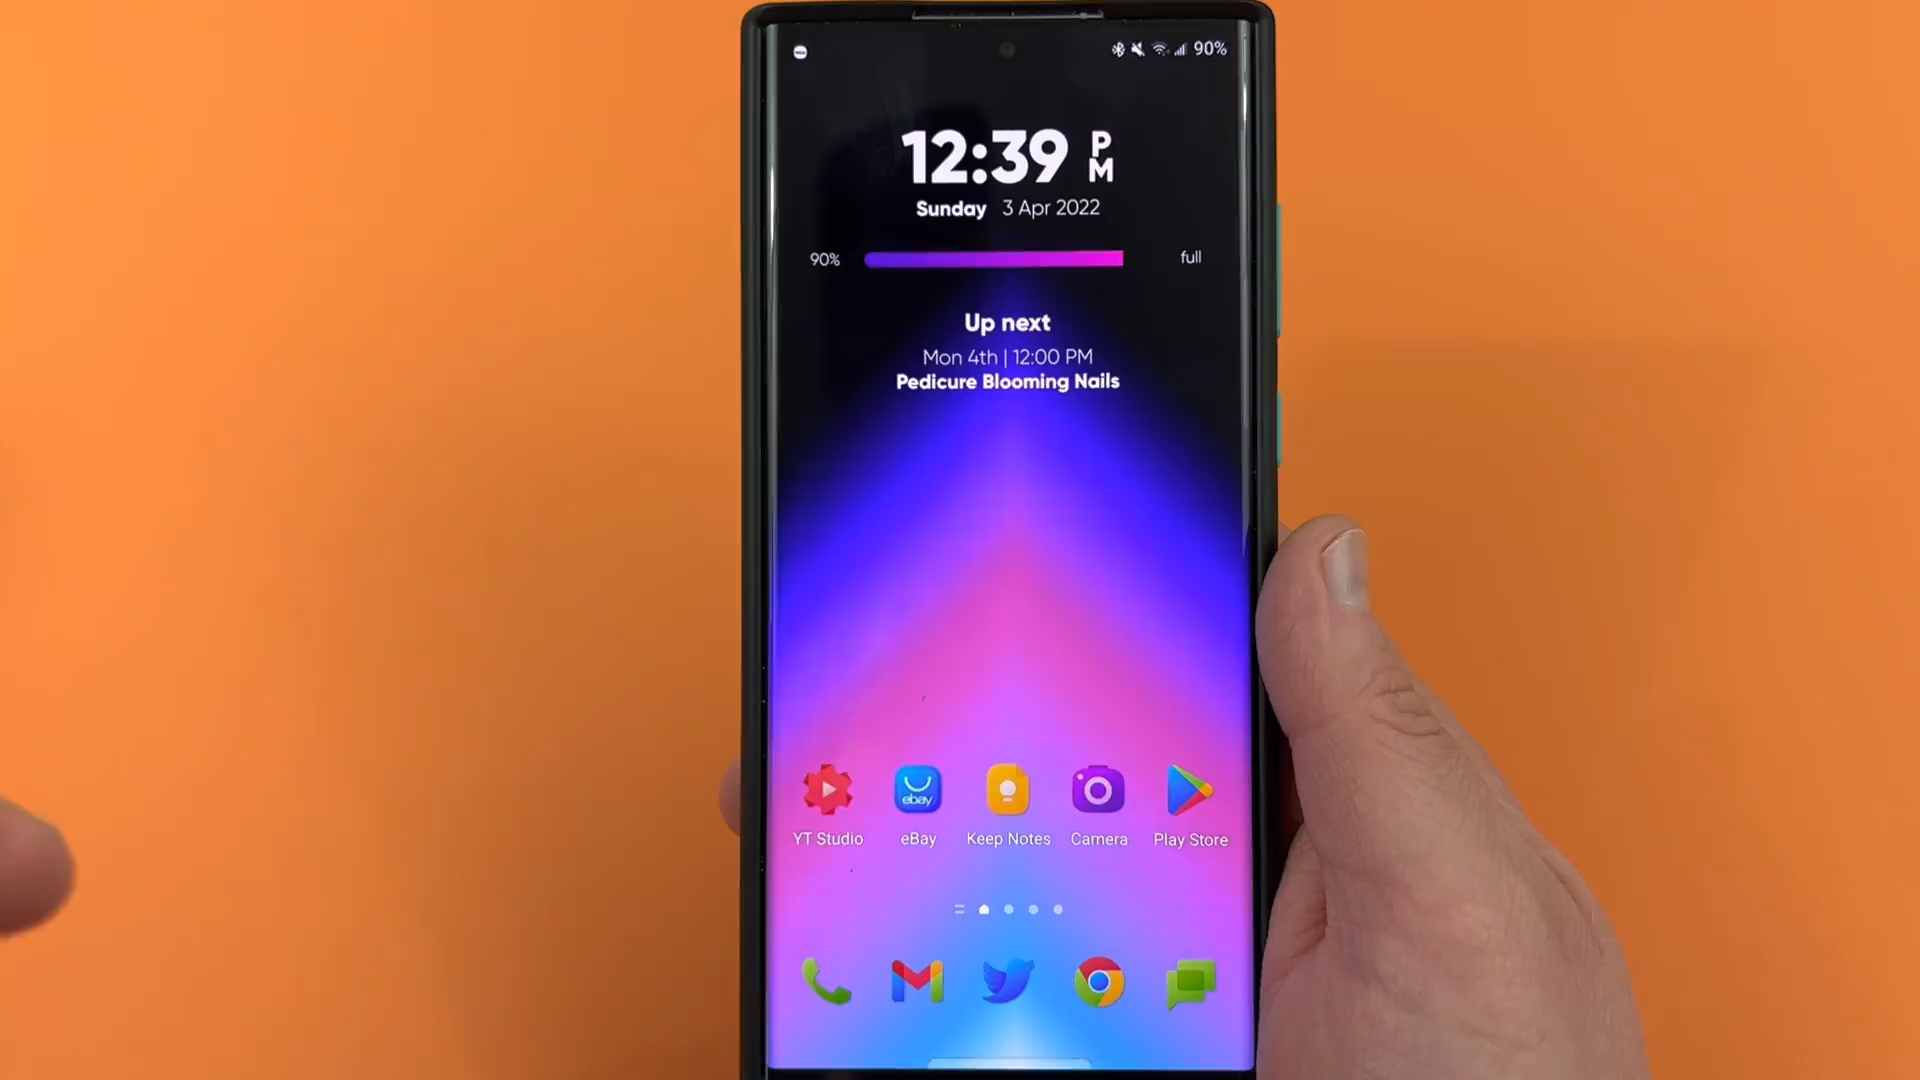 90%
12:39 PM
Sunday 3 Apr 2022
90% full
Up next
Mon 4th | 12:00 PM
Pedicure Blooming Nails
ebay
YT Studio eBay Keep Notes Camera Play Store